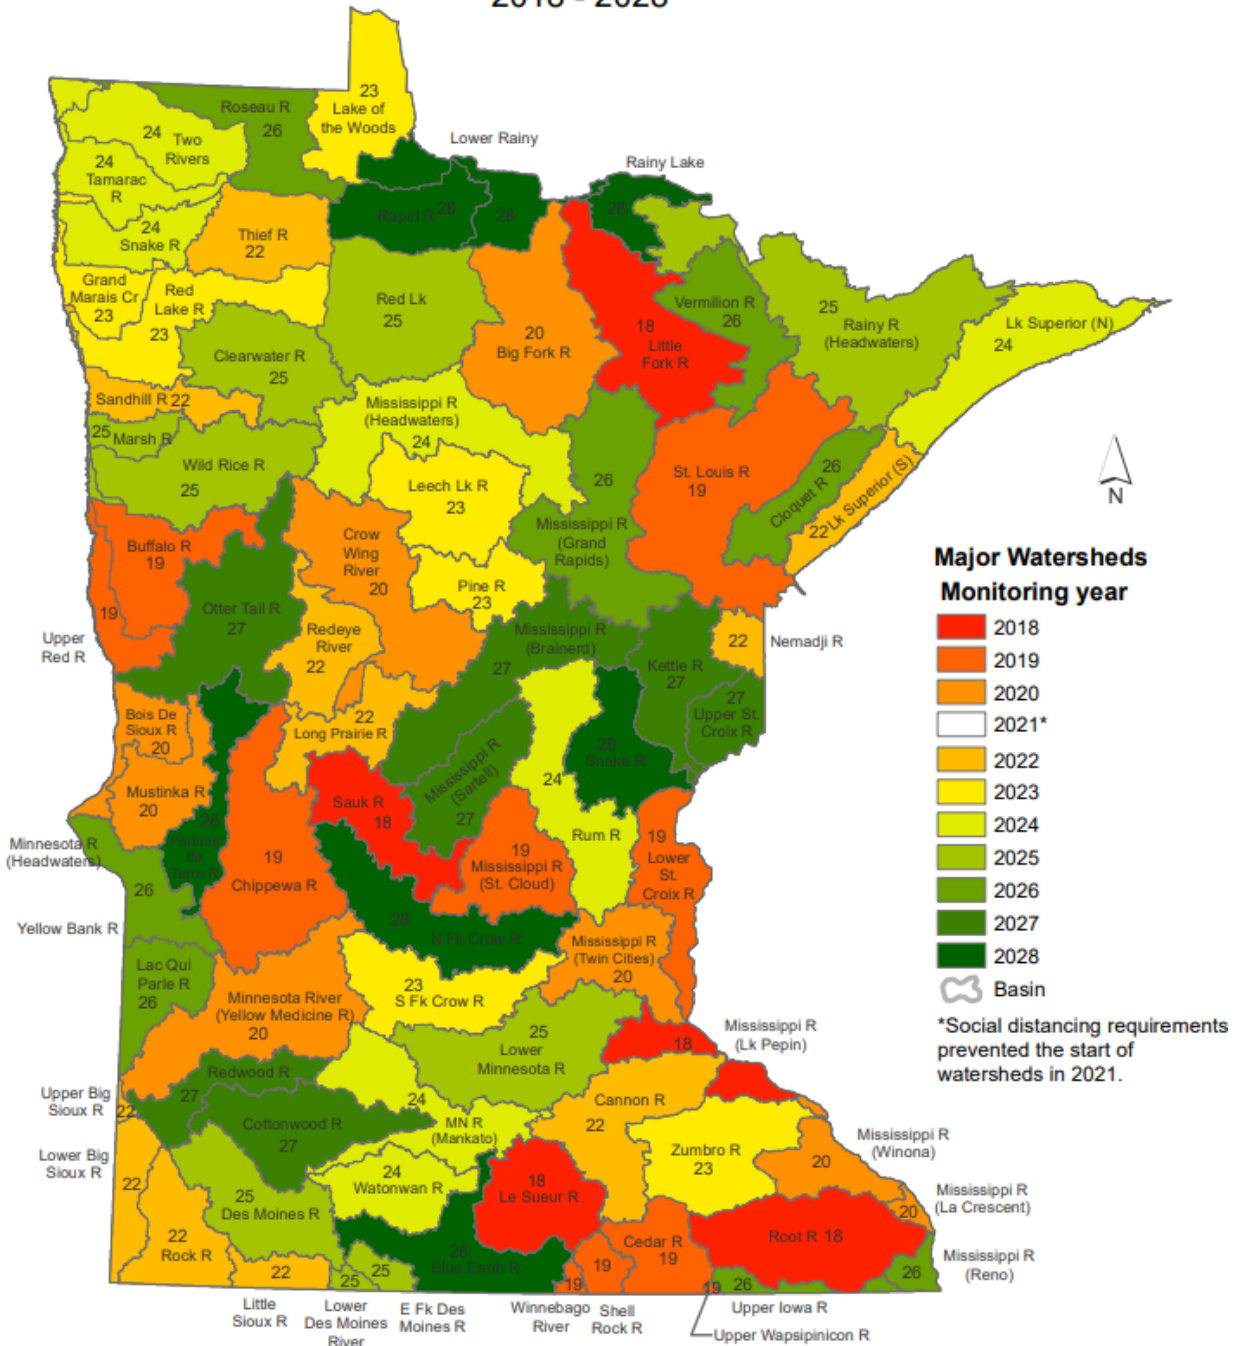 2018 - 2028
23
Lake of
the Woods
Roseau R
26
Lower Rainy
24
Two
Rivers
Rainy Lake
24
Tamarac
R
Rapid R
28
28
28
24
Snake R
Thief R
22
Grand
Marais Cr
23
Red
Lake R
23
Red Lk
25
Vermilion R
26
25
Rainy R
(Headwaters)
Lk Superior (N)
24
20
Big Fork R
18
Little
Fork R
Clearwater R
25
Sandhill R
22
Mississippi R
(Headwaters)
24
25
Marsh R
Wild Rice R
25
Leech Lk R
23
26
Mississippi R
(Grand
Rapids)
St. Louis R
19
26
Cloquet R
22
Lk Superior (S)
N
Buffalo R
19
Crow
Wing
River
20
Pine R
23
19
Upper
Red R
Otter Tail R
27
Redeye
River
22
Mississippi R
(Brainerd)
27
Kettle R
27
22
Nemadji R
27
Upper St.
Croix R
Bois De
Sioux R
20
22
Long Prairie R
Mississippi R
(Sartell)
27
28
Snake R
24
Rum R
Mustinka R
20
Sauk R
18
Minnesota R
(Headwaters)
26
28
Pomme
de
Terre R
19
Chippewa R
19
Mississippi R
(St. Cloud)
19
Lower
St.
Croix R
Yellow Bank R
28
N Fk Crow R
Lac Qui
Parle R
26
Mississippi R
(Twin Cities)
20
23
S Fk Crow R
Minnesota River
(Yellow Medicine R)
20
25
Lower
Minnesota R
18
Mississippi R
(Lk Pepin)
Redwood R
27
Upper Big
Sioux R
22
24
MN R
(Mankato)
Cannon R
22
Cottonwood R
27
Zumbro R
23
Mississippi R
(Winona)
20
Lower Big
Sioux R
22
24
Watonwan R
18
Le Sueur R
25
Des Moines R
Mississippi R
(La Crescent)
20
22
Rock R
28
Blue Earth R
Cedar R
19
Root R 18
Mississippi R
(Reno)
26
22
25
25
19
19
19
26
Little
Sioux R
Lower
Des Moines
River
E Fk Des
Moines R
Winnebago
River
Shell
Rock R
Upper Iowa R
Upper Wapsipinicon R
Major Watersheds
Monitoring year
2018
2019
2020
2021*
2022
2023
2024
2025
2026
2027
2028
Basin
*Social distancing requirements
prevented the start of
watersheds in 2021.